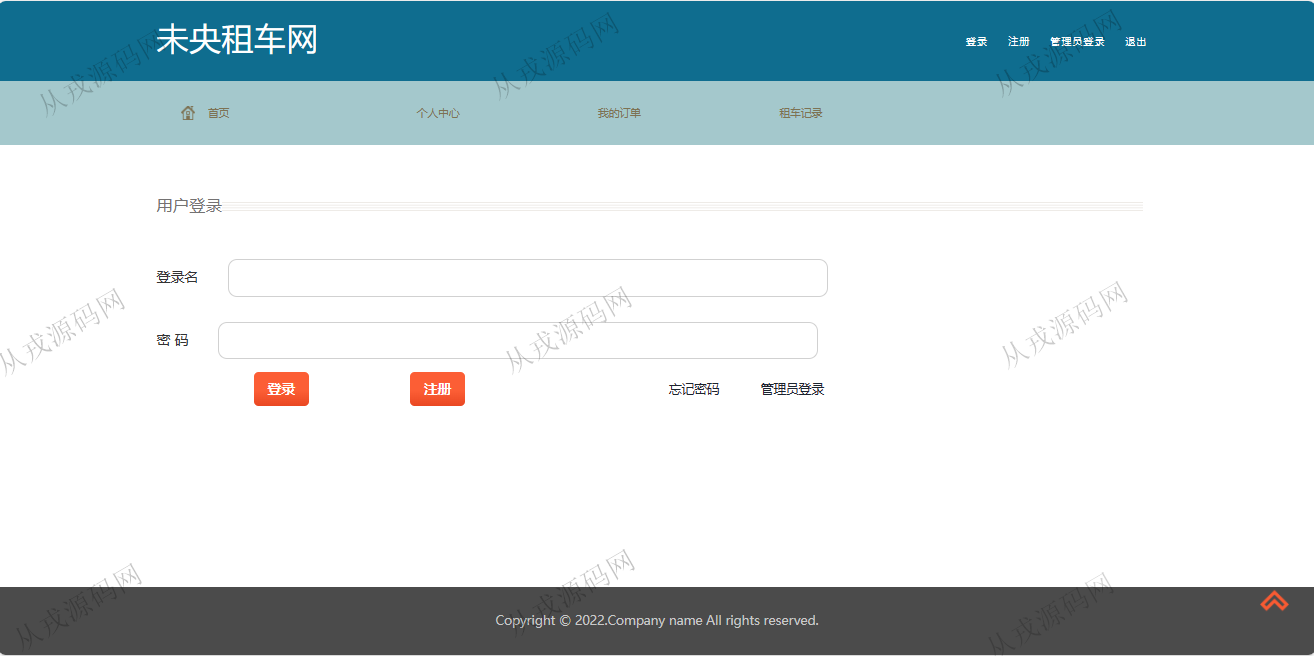 未央租车网
登录 注册 管理员登录 退出
首页 个人中心 我的订单 租车记录
用户登录
登录名
密 码
登录 注册 忘记密码 管理员登录
Copyright © 2022.Company name All rights reserved.
从戎源码网
从戎源码网
从戎源码网
从戎源码网
从戎源码网
从戎源码网
从戎源码网
从戎源码网
从戎源码网